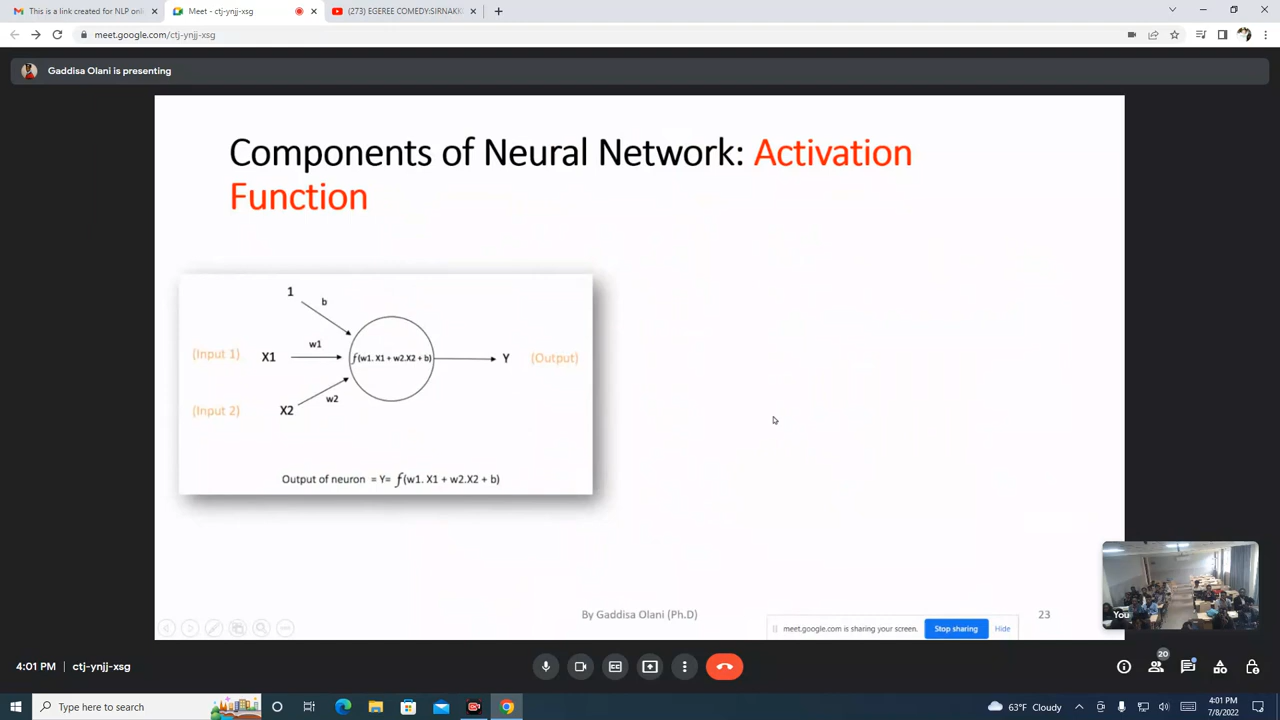 This is a link created for NLP onli
Meet - ctj-ynjj-xsg
(273) EGEREE COMEDY:SIRNAKK
meet.google.com/ctj-ynjj-xsg
Gaddisa Olani is presenting
Components of Neural Network: Activation
Function
1
b
(Input 1)
X1
w1
f(w1. X1 + w2.X2 + b)
Y
(Output)
(Input 2)
X2
w2
Output of neuron = Y= f(w1. X1 + w2.X2 + b)
By Gaddisa Olani (Ph.D)
23
meet.google.com is sharing your screen.
Stop sharing
Hide
You
4:01 PM
ctj-ynjj-xsg
20
Type here to search
63°F Cloudy
4:01 PM
7/8/2022